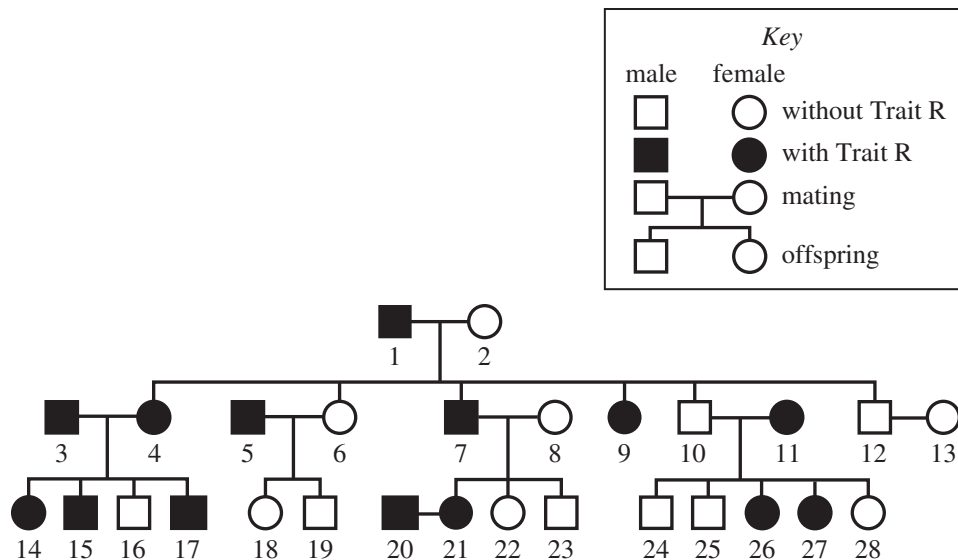 Key
male female
without Trait R
with Trait R
mating
offspring
1 2
3 4 5 6 7 8 9 10 11 12 13
14 15 16 17 18 19 20 21 22 23 24 25 26 27 28